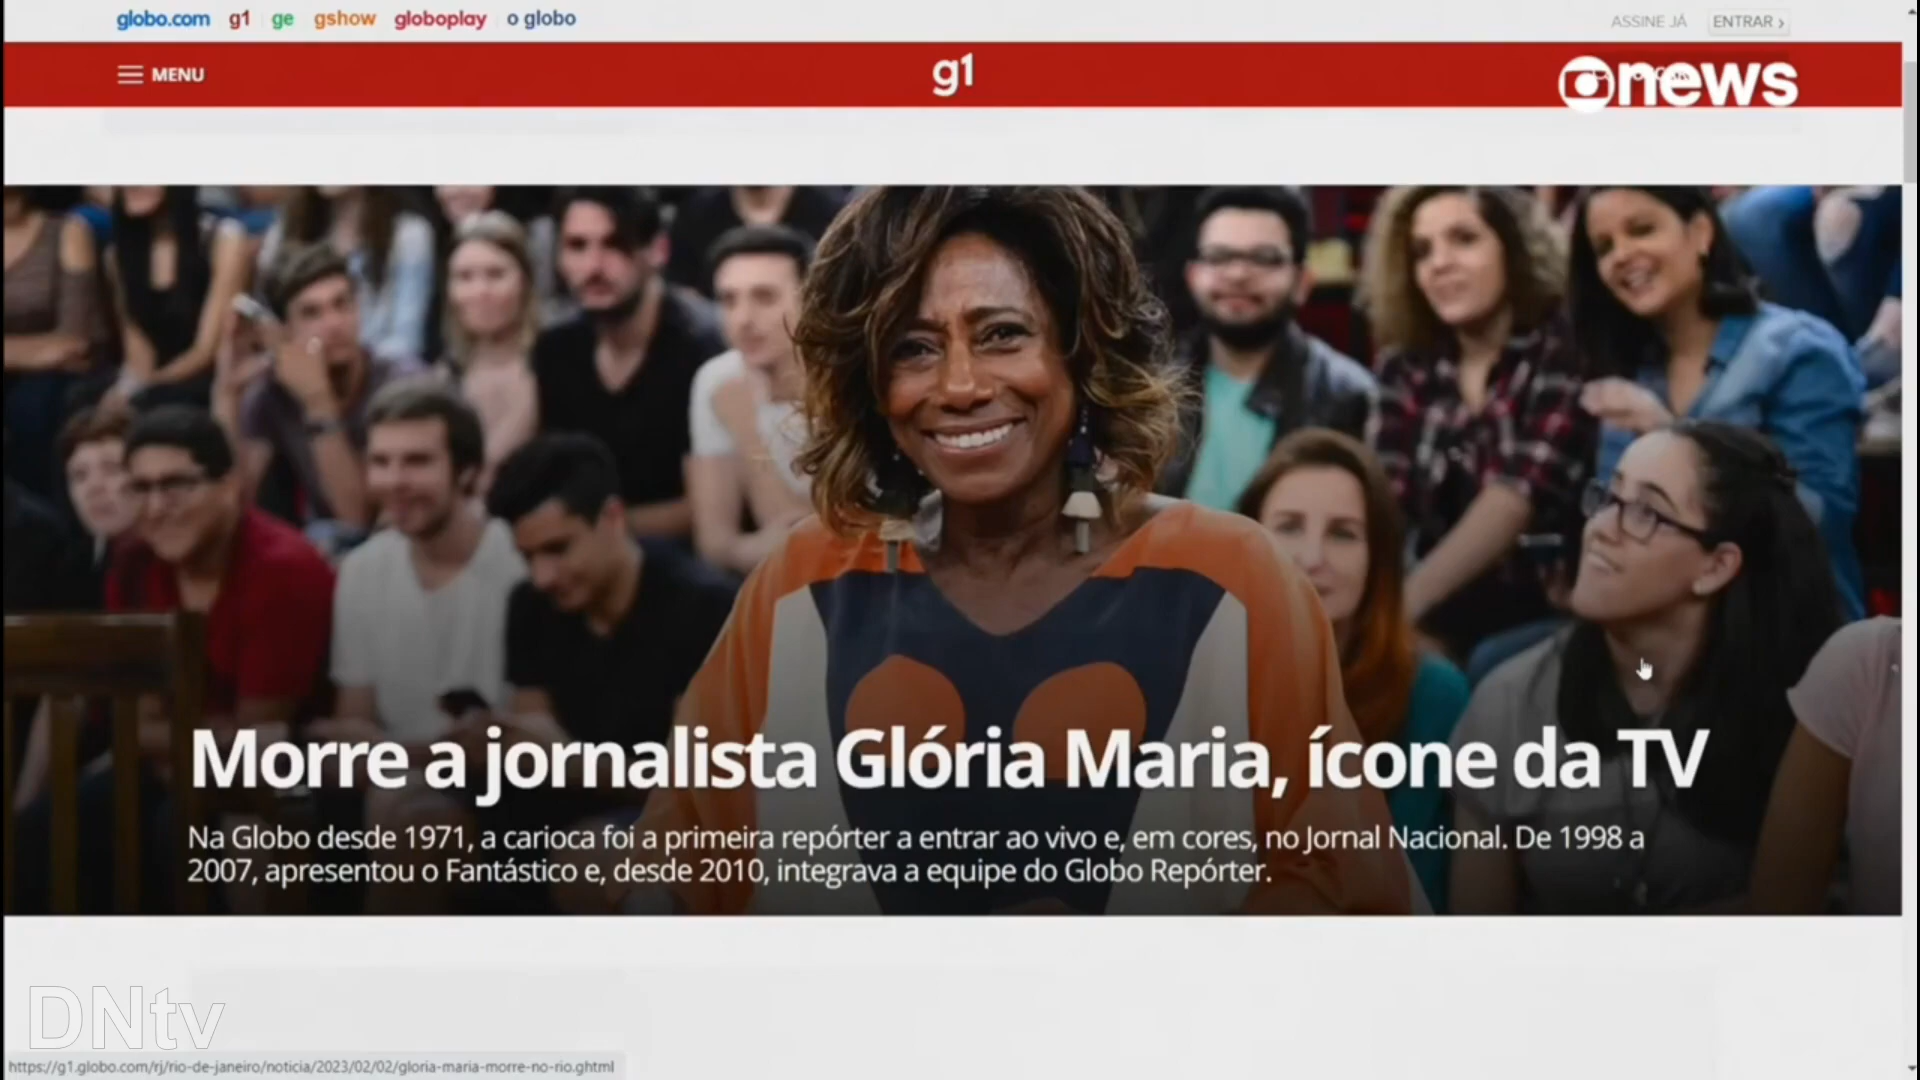 globo.com g1 ge gshow globoplay o globo
ASSINE JÁ ENTRAR ›
MENU
g1
news
Morre a jornalista Glória Maria, ícone da TV
Na Globo desde 1971, a carioca foi a primeira repórter a entrar ao vivo e, em cores, no Jornal Nacional. De 1998 a
2007, apresentou o Fantástico e, desde 2010, integrava a equipe do Globo Repórter.
DNtv
https://g1.globo.com/rj/rio-de-janeiro/noticia/2023/02/02/gloria-maria-morre-no-rio.ghtml